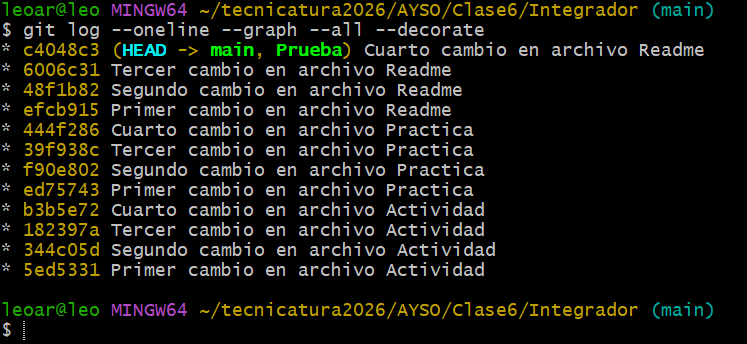 leoar@leo MINGW64 ~/tecnicatura2026/AYSO/Clase6/Integrador (main)
$ git log --oneline --graph --all --decorate
* c4048c3 (HEAD -> main, Prueba) Cuarto cambio en archivo Readme
* 6006c31 Tercer cambio en archivo Readme
* 48f1b82 Segundo cambio en archivo Readme
* efcb915 Primer cambio en archivo Readme
* 444f286 Cuarto cambio en archivo Practica
* 39f938c Tercer cambio en archivo Practica
* f90e802 Segundo cambio en archivo Practica
* ed75743 Primer cambio en archivo Practica
* b3b5e72 Cuarto cambio en archivo Actividad
* 182397a Tercer cambio en archivo Actividad
* 344c05d Segundo cambio en archivo Actividad
* 5ed5331 Primer cambio en archivo Actividad
leoar@leo MINGW64 ~/tecnicatura2026/AYSO/Clase6/Integrador (main)
$